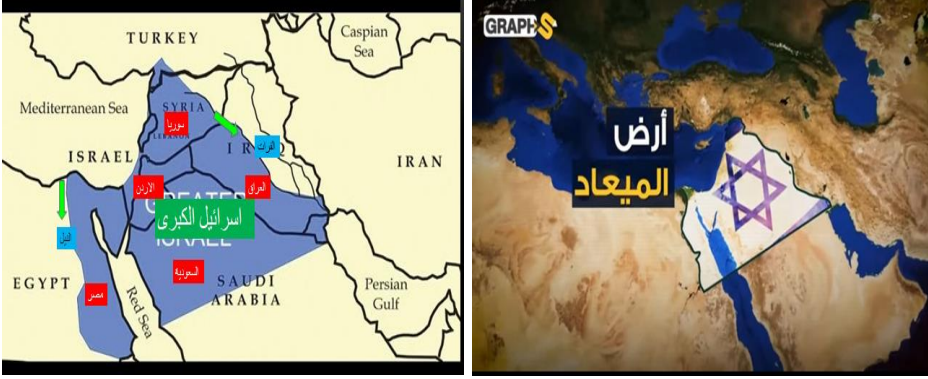 TURKEY
Caspian
Sea
Mediterranean Sea
SYRIA
سوريا
LEBANON
ISRAEL
IRAQ
الفرات
IRAN
الاردن
العراق
GREATER
اسرائيل الكبرى
ISRAEL
النيل
السعودية
EGYPT
مصر
SAUDI
ARABIA
Red Sea
Persian
Gulf
GRAPHS
أرض
الميعاد